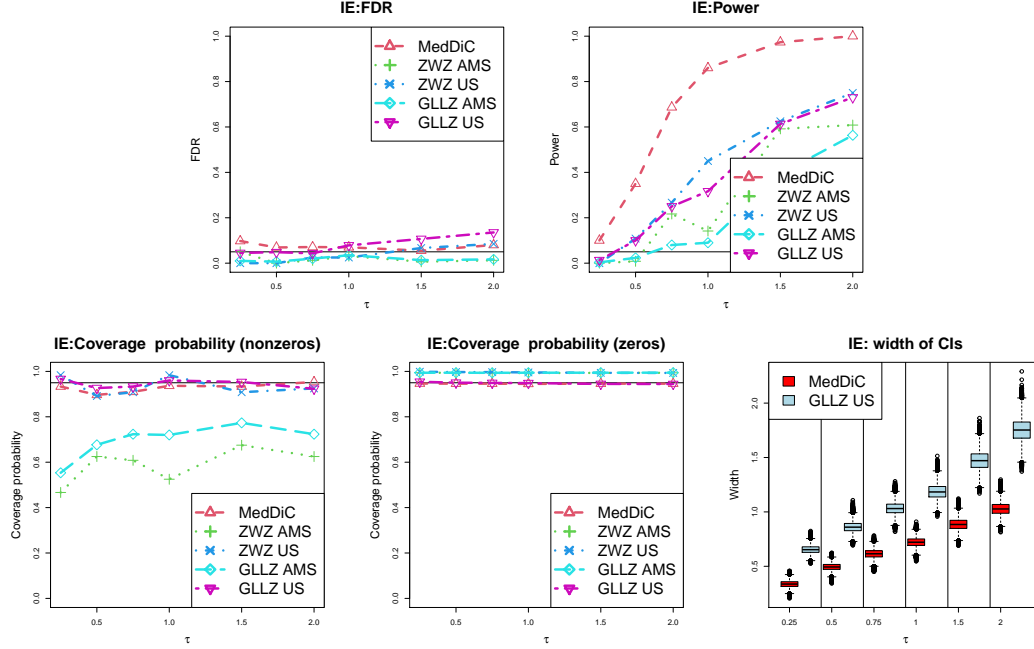 IE:FDR
FDR
0.0 0.2 0.4 0.6 0.8 1.0
0.5 1.0 1.5 2.0
τ
MedDiC
ZWZ AMS
ZWZ US
GLLZ AMS
GLLZ US
IE:Power
Power
0.0 0.2 0.4 0.6 0.8 1.0
0.5 1.0 1.5 2.0
τ
MedDiC
ZWZ AMS
ZWZ US
GLLZ AMS
GLLZ US
IE:Coverage probability (nonzeros)
Coverage probability
0.0 0.2 0.4 0.6 0.8 1.0
0.5 1.0 1.5 2.0
τ
MedDiC
ZWZ AMS
ZWZ US
GLLZ AMS
GLLZ US
IE:Coverage probability (zeros)
Coverage probability
0.0 0.2 0.4 0.6 0.8 1.0
0.5 1.0 1.5 2.0
τ
MedDiC
ZWZ AMS
ZWZ US
GLLZ AMS
GLLZ US
IE: width of CIs
Width
0.5 1.0 1.5 2.0
0.25 0.5 0.75 1 1.5 2
τ
MedDiC
GLLZ US